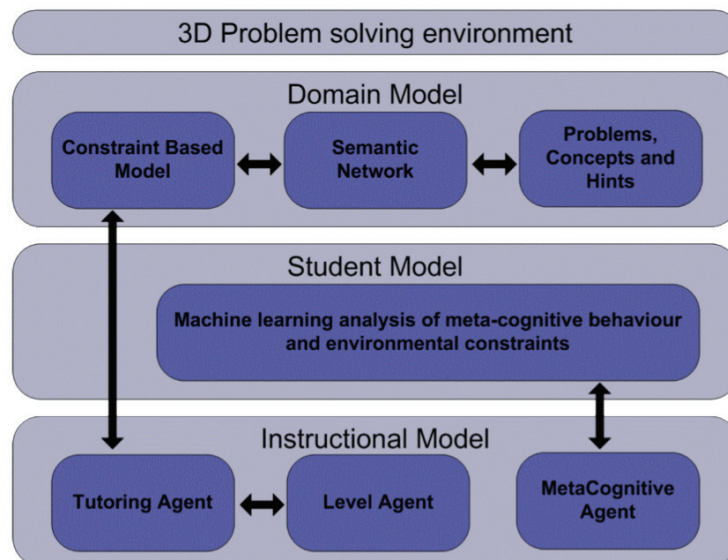 3D Problem solving environment
Domain Model
Constraint Based
Model
Semantic
Network
Problems,
Concepts and
Hints
Student Model
Machine learning analysis of meta-cognitive behaviour
and environmental constraints
Instructional Model
Tutoring Agent
Level Agent
MetaCognitive
Agent